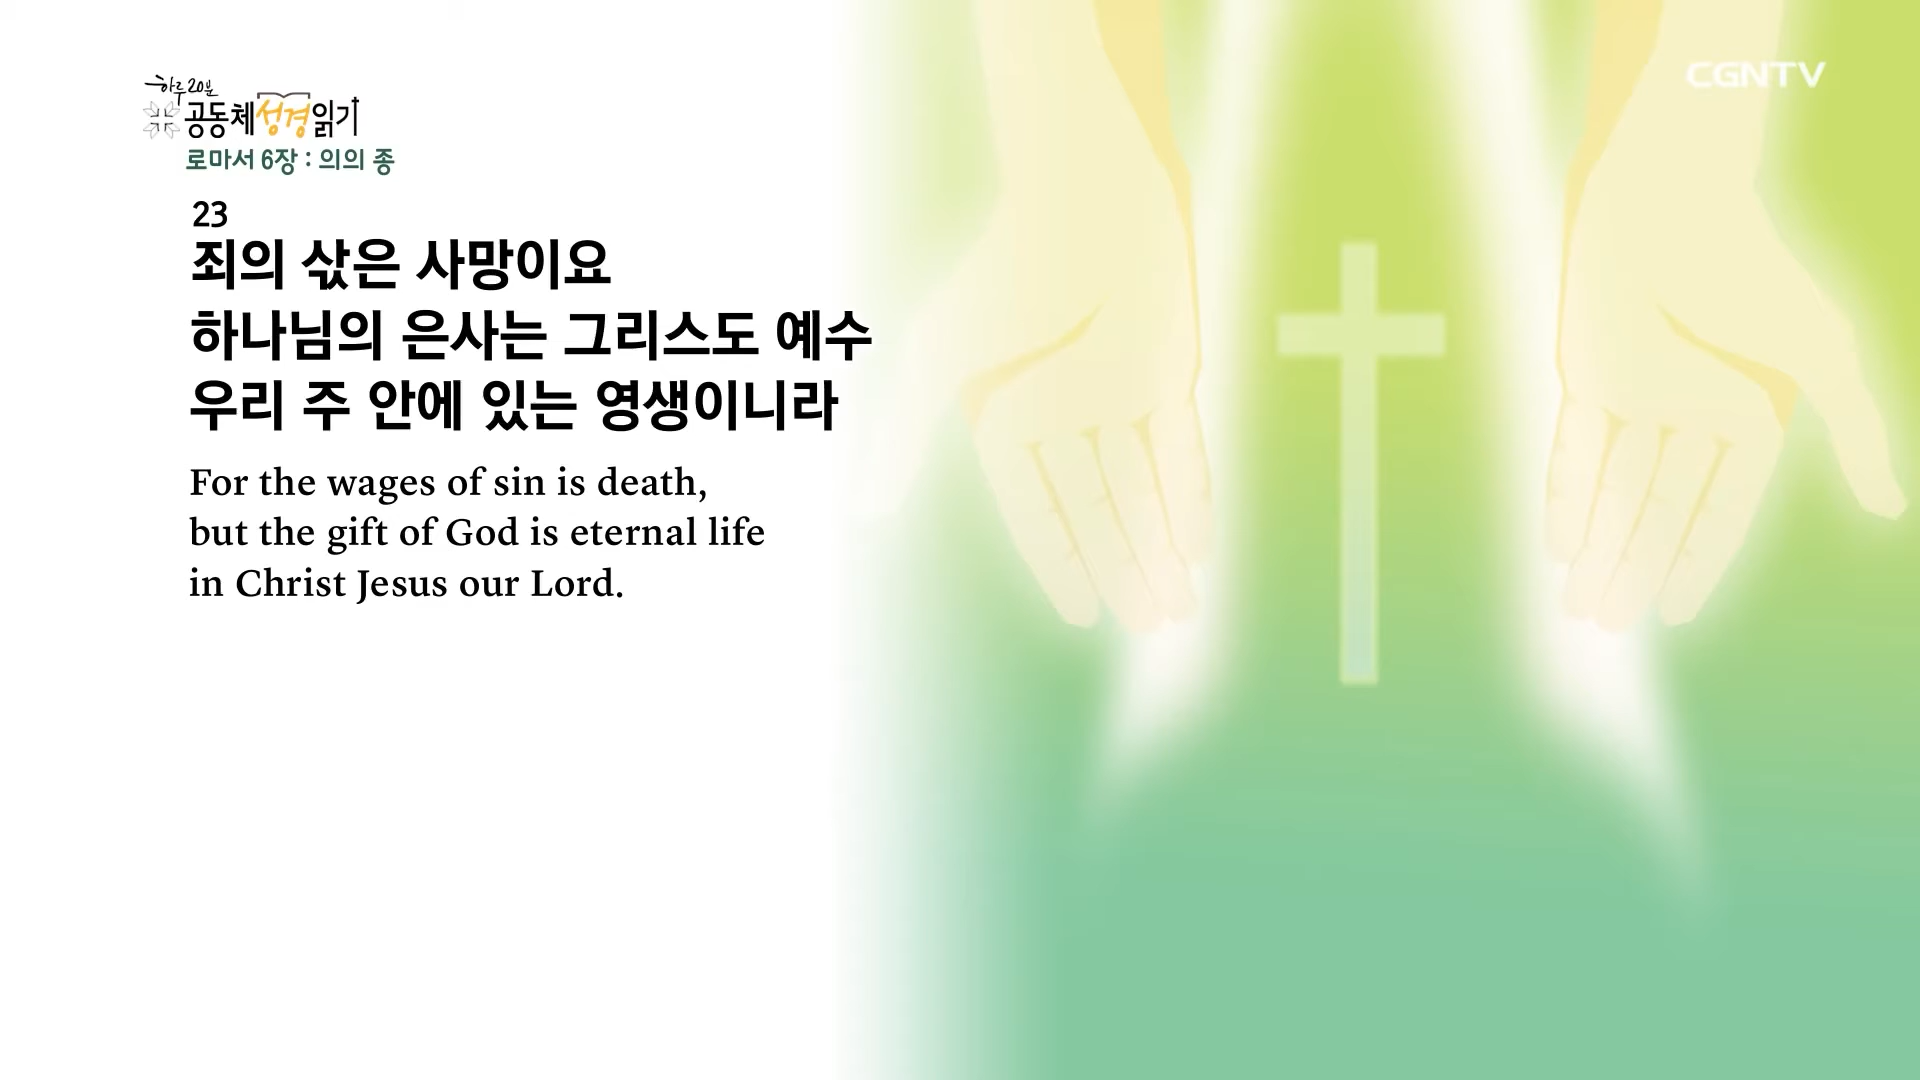 하루 20분
공동체성경읽기
로마서 6장 : 의의 종
CGNTV
23
죄의 삯은 사망이요
하나님의 은사는 그리스도 예수
우리 주 안에 있는 영생이니라
For the wages of sin is death,
but the gift of God is eternal life
in Christ Jesus our Lord.